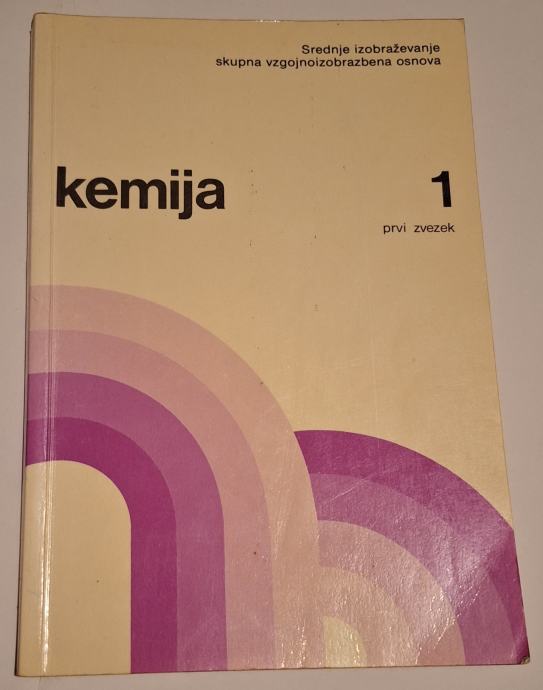 Srednje izobraževanje
skupna vzgojnoizobrazbena osnova
kemija 1
prvi zvezek